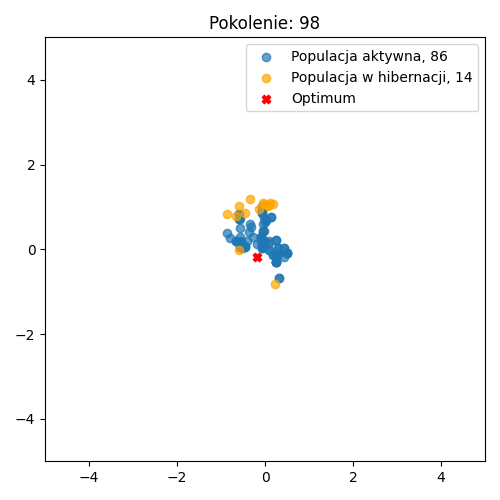 Pokolenie: 98
Populacja aktywna, 86
Populacja w hibernacji, 14
Optimum
4
2
0
−2
−4
−4
−2
0
2
4